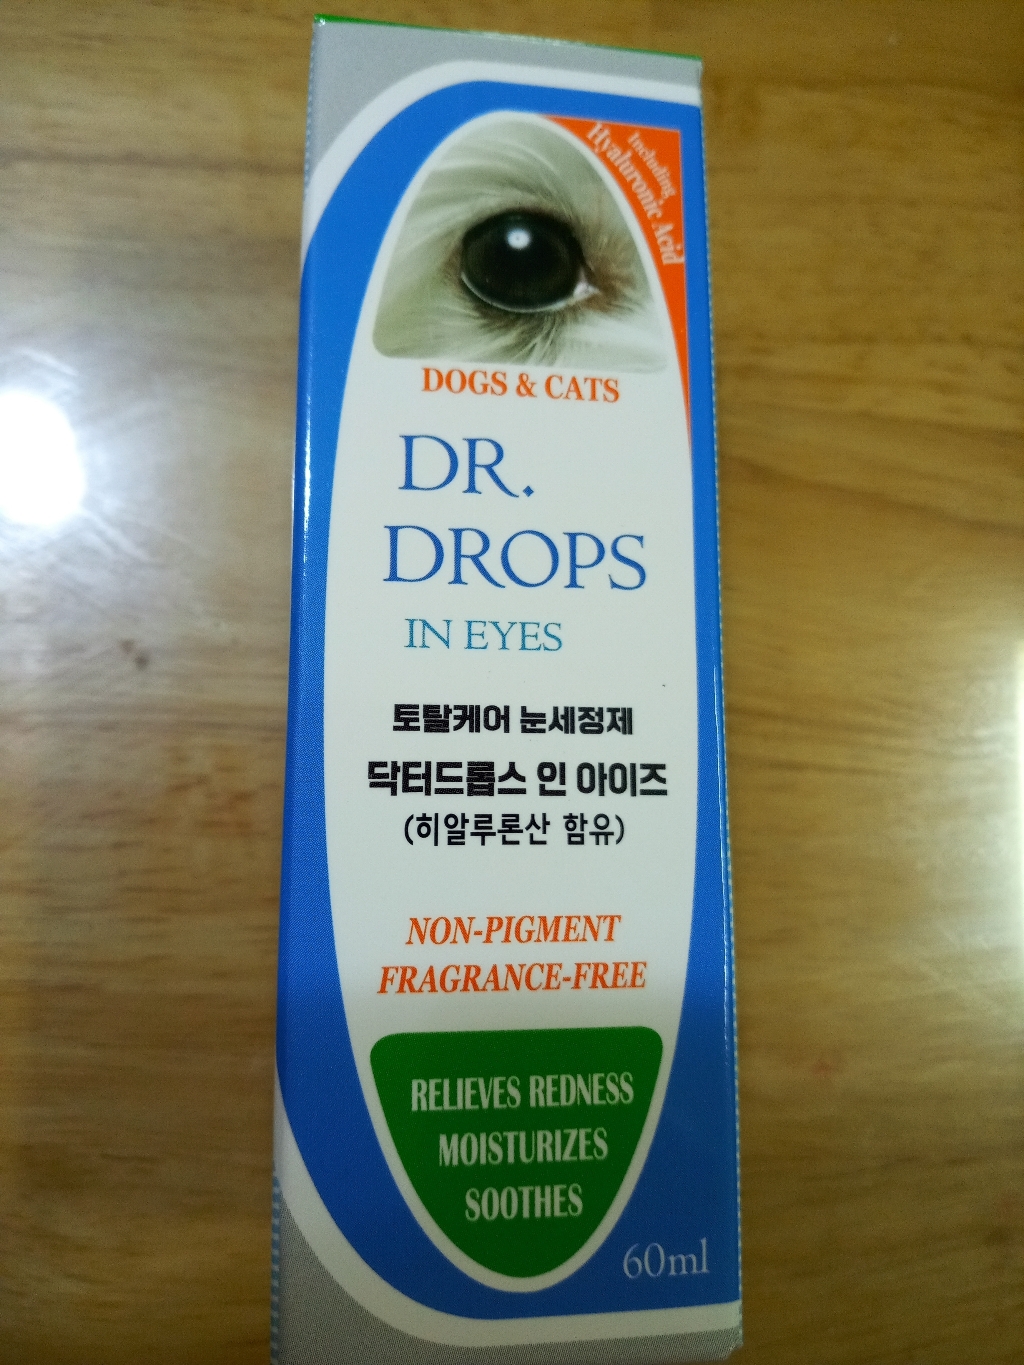 Including
Hyaluronic Acid
DOGS & CATS
DR.
DROPS
IN EYES
토탈케어 눈세정제
닥터드롭스 인 아이즈
(히알루론산 함유)
NON-PIGMENT
FRAGRANCE-FREE
RELIEVES REDNESS
MOISTURIZES
SOOTHES
60ml